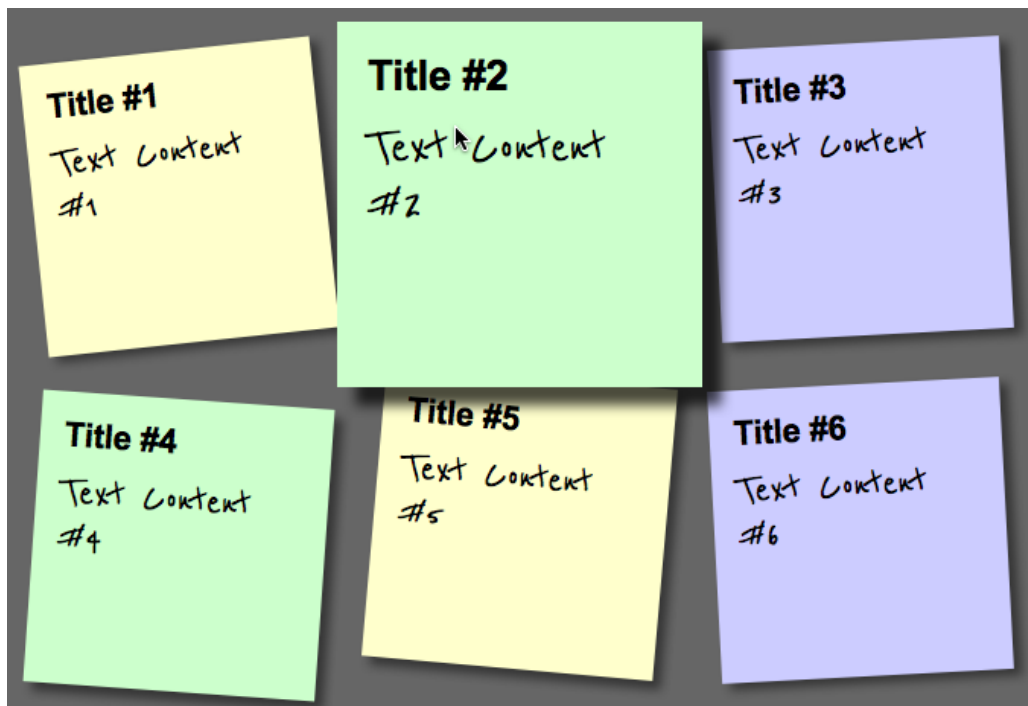 Title #1
Text Content
#1
Title #2
Text Content
#2
Title #3
Text Content
#3
Title #4
Text Content
#4
Title #5
Text Content
#5
Title #6
Text Content
#6